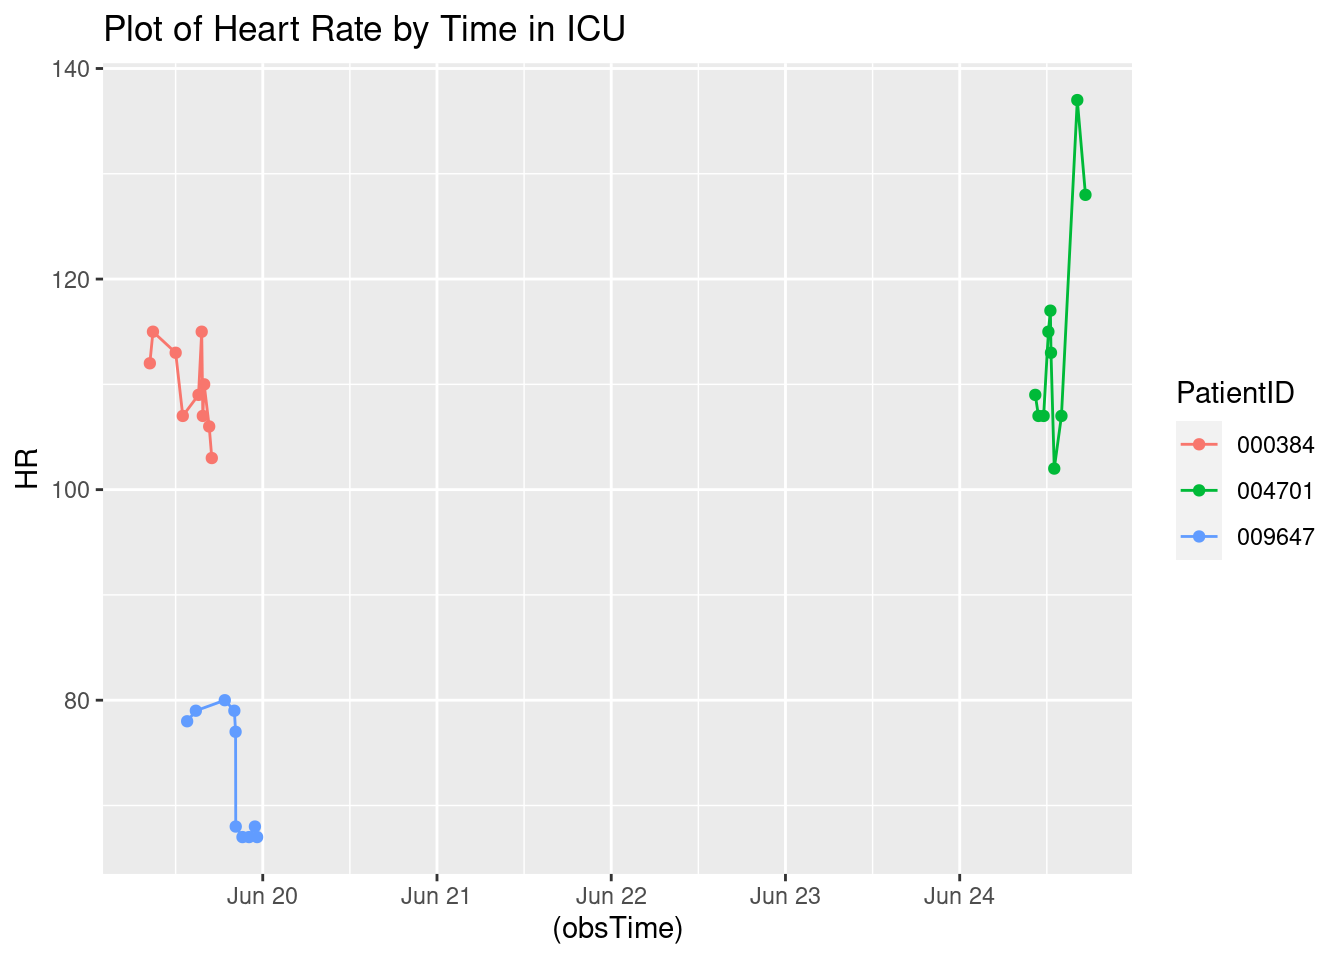 Plot of Heart Rate by Time in ICU
140
120
100
80
HR
Jun 20 Jun 21 Jun 22 Jun 23 Jun 24
(obsTime)
PatientID
000384
004701
009647